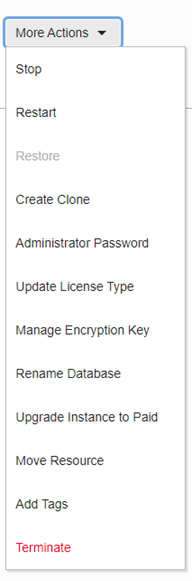 More Actions
Stop
Restart
Restore
Create Clone
Administrator Password
Update License Type
Manage Encryption Key
Rename Database
Upgrade Instance to Paid
Move Resource
Add Tags
Terminate